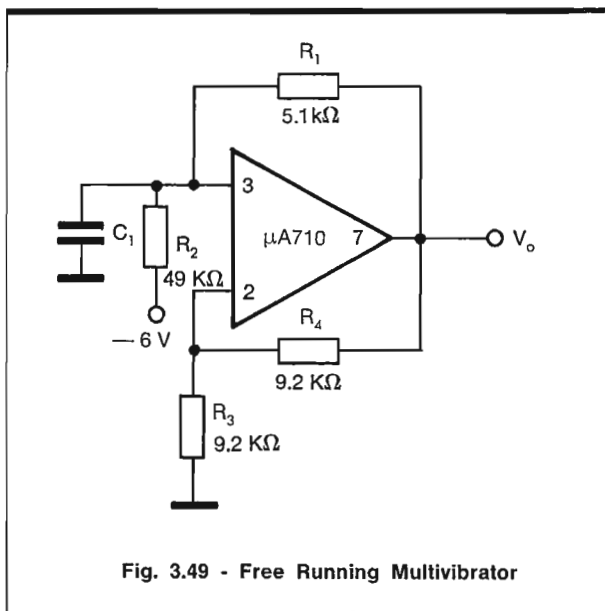 R₁
5.1kΩ
3
C₁
R₂
μA710
7
Vₒ
49 KΩ
2
— 6 V
R₄
9.2 KΩ
R₃
9.2 KΩ
Fig. 3.49 - Free Running Multivibrator